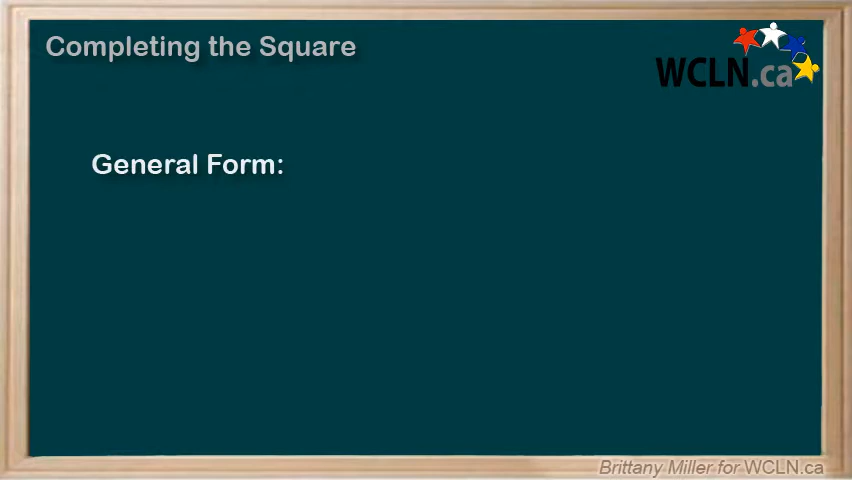 Completing the Square
WCLN.ca
General Form:
Brittany Miller for WCLN.ca